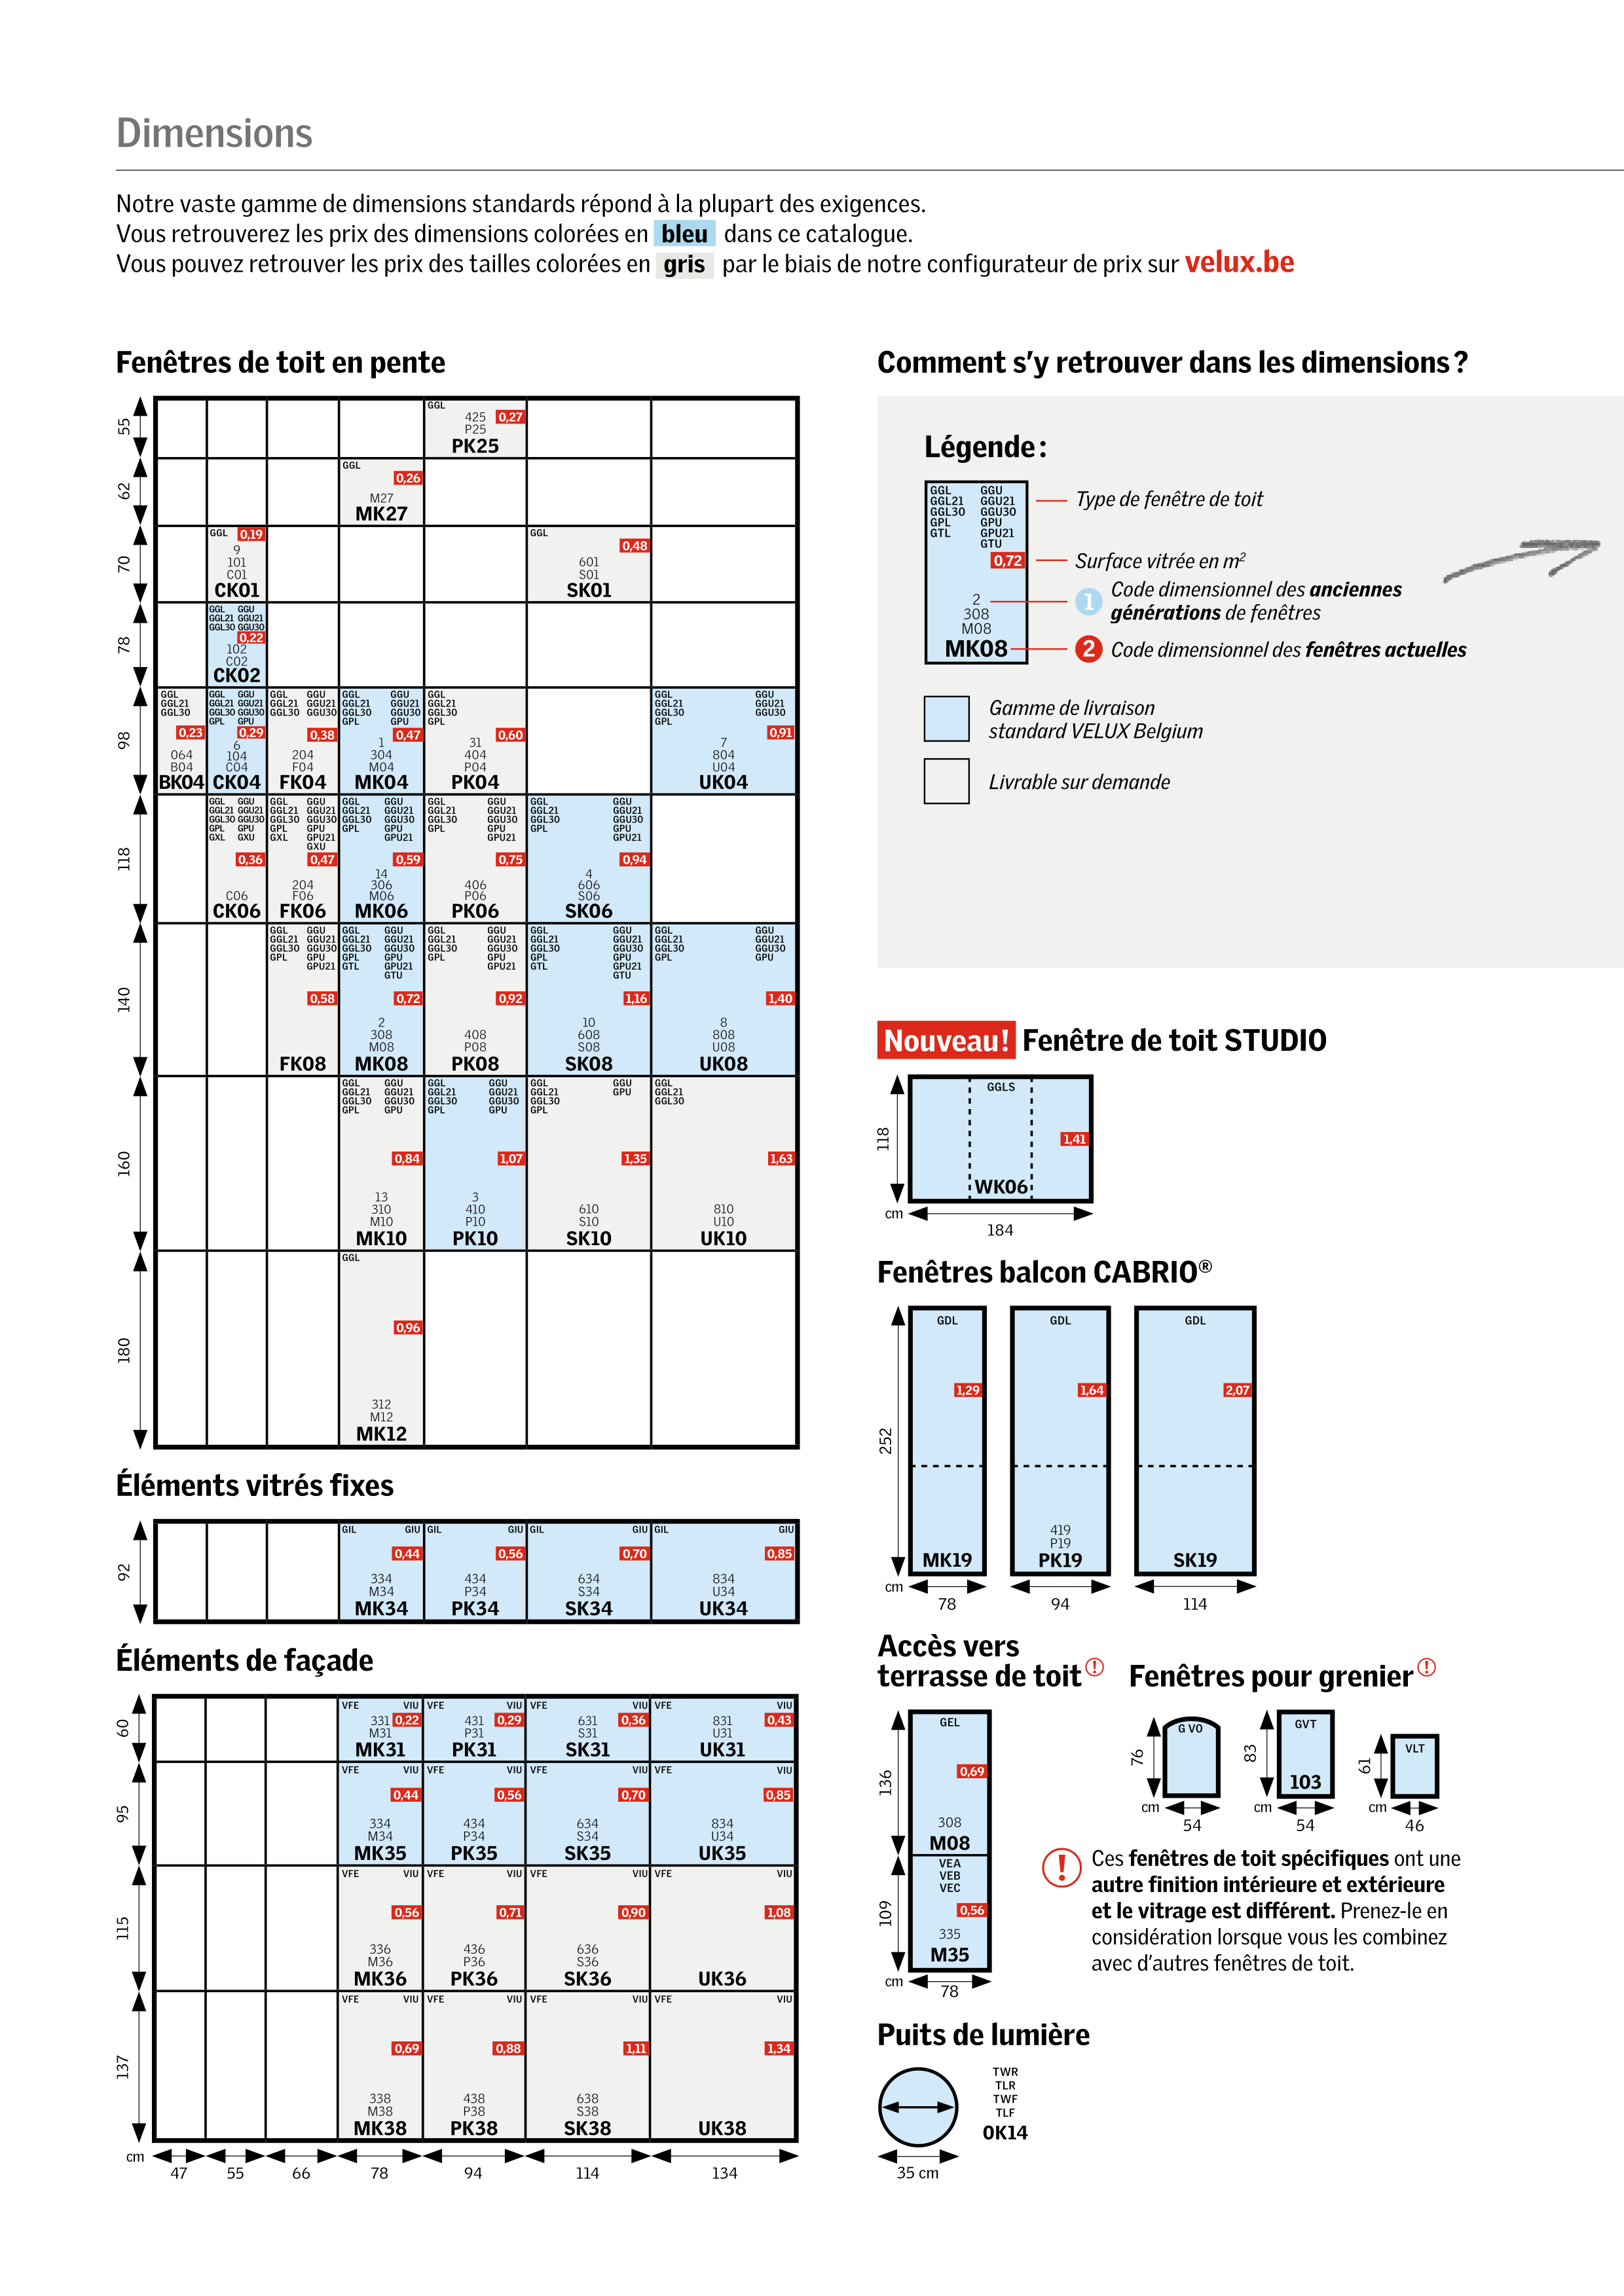 Dimensions
Notre vaste gamme de dimensions standards répond à la plupart des exigences.
Vous retrouverez les prix des dimensions colorées en bleu dans ce catalogue.
Vous pouvez retrouver les prix des tailles colorées en gris par le biais de notre configurateur de prix sur velux.be
Fenêtres de toit en pente
55
GGL
425 0,27
P25
PK25
62
GGL
0,26
M27
MK27
70
GGL 0,19
9
101
C01
CK01
GGL
0,48
601
S01
SK01
78
GGL GGU
GGL21 GGU21
GGL30 GGU30
0,22
102
C02
CK02
98
GGL
GGL21
GGL30
0,23
064
B04
BK04
GGL GGU
GGL21 GGU21
GGL30 GGU30
GPL GPU
0,29
6
104
C04
CK04
GGL GGU
GGL21 GGU21
GGL30 GGU30
0,38
204
F04
FK04
GGL GGU
GGL21 GGU21
GGL30 GGU30
GPL GPU
0,47
1
304
M04
MK04
GGL
GGL21
GGL30
GPL
0,60
31
404
P04
PK04
GGL GGU
GGL21 GGU21
GGL30 GGU30
GPL
0,91
7
804
U04
UK04
118
GGL GGU
GGL21 GGU21
GGL30 GGU30
GPL GPU
GXL GXU
0,36
C06
CK06
GGL GGU
GGL21 GGU21
GGL30 GGU30
GPL GPU
GXL GPU21
GXU
0,47
204
F06
FK06
GGL GGU
GGL21 GGU21
GGL30 GGU30
GPL GPU
GPU21
0,59
14
306
M06
MK06
GGL GGU
GGL21 GGU21
GGL30 GGU30
GPL GPU
GPU21
0,75
406
P06
PK06
GGL GGU
GGL21 GGU21
GGL30 GGU30
GPL GPU
GPU21
0,94
4
606
S06
SK06
140
GGL GGU
GGL21 GGU21
GGL30 GGU30
GPL GPU
GPU21
0,58
FK08
GGL GGU
GGL21 GGU21
GGL30 GGU30
GPL GPU
GTL GPU21
GTU
0,72
2
308
M08
MK08
GGL GGU
GGL21 GGU21
GGL30 GGU30
GPL GPU
GPU21
0,92
408
P08
PK08
GGL GGU
GGL21 GGU21
GGL30 GGU30
GPL GPU
GTL GPU21
GTU
1,16
10
608
S08
SK08
GGL GGU
GGL21 GGU21
GGL30 GGU30
GPL GPU
1,40
8
808
U08
UK08
160
GGL GGU
GGL21 GGU21
GGL30 GGU30
GPL GPU
0,84
13
310
M10
MK10
GGL GGU
GGL21 GGU21
GGL30 GGU30
GPL GPU
1,07
3
410
P10
PK10
GGL GGU
GGL21 GPU
GGL30
GPL
1,35
610
S10
SK10
GGL
GGL21
GGL30
1,63
810
U10
UK10
180
GGL
0,96
312
M12
MK12
Éléments vitrés fixes
92
GIL GIU
0,44
334
M34
MK34
GIL GIU
0,56
434
P34
PK34
GIL GIU
0,70
634
S34
SK34
GIL GIU
0,85
834
U34
UK34
Éléments de façade
60
VFE VIU
331 0,22
M31
MK31
VFE VIU
431 0,29
P31
PK31
VFE VIU
631 0,36
S31
SK31
VFE VIU
831 0,43
U31
UK31
95
VFE VIU
0,44
334
M34
MK35
VFE VIU
0,56
434
P34
PK35
VFE VIU
0,70
634
S34
SK35
VFE VIU
0,85
834
U34
UK35
115
VFE VIU
0,56
336
M36
MK36
VFE VIU
0,71
436
P36
PK36
VFE VIU
0,90
636
S36
SK36
VFE VIU
1,08
UK36
137
VFE VIU
0,69
338
M38
MK38
VFE VIU
0,88
438
P38
PK38
VFE VIU
1,11
638
S38
SK38
VFE VIU
1,34
UK38
cm
47 55 66 78 94 114 134
Comment s'y retrouver dans les dimensions ?
Légende :
GGL GGU
GGL21 GGU21
GGL30 GGU30
GPL GPU
GTL GPU21
GTU
0,72
2
308
M08
MK08
Type de fenêtre de toit
Surface vitrée en m²
1 Code dimensionnel des anciennes
générations de fenêtres
2 Code dimensionnel des fenêtres actuelles
Gamme de livraison
standard VELUX Belgium
Livrable sur demande
Nouveau ! Fenêtre de toit STUDIO
118
GGLS
1,41
WK06
cm
184
Fenêtres balcon CABRIO®
252
GDL
1,29
MK19
GDL
1,64
419
P19
PK19
GDL
2,07
SK19
cm
78 94 114
Accès vers
terrasse de toit !
136
GEL
0,69
308
M08
109
VEA
VEB
VEC
0,56
335
M35
cm
78
Fenêtres pour grenier !
76
G VO
cm
54
83
GVT
103
cm
54
61
VLT
cm
46
! Ces fenêtres de toit spécifiques ont une
autre finition intérieure et extérieure
et le vitrage est différent. Prenez-le en
considération lorsque vous les combinez
avec d'autres fenêtres de toit.
Puits de lumière
TWR
TLR
TWF
TLF
0K14
35 cm